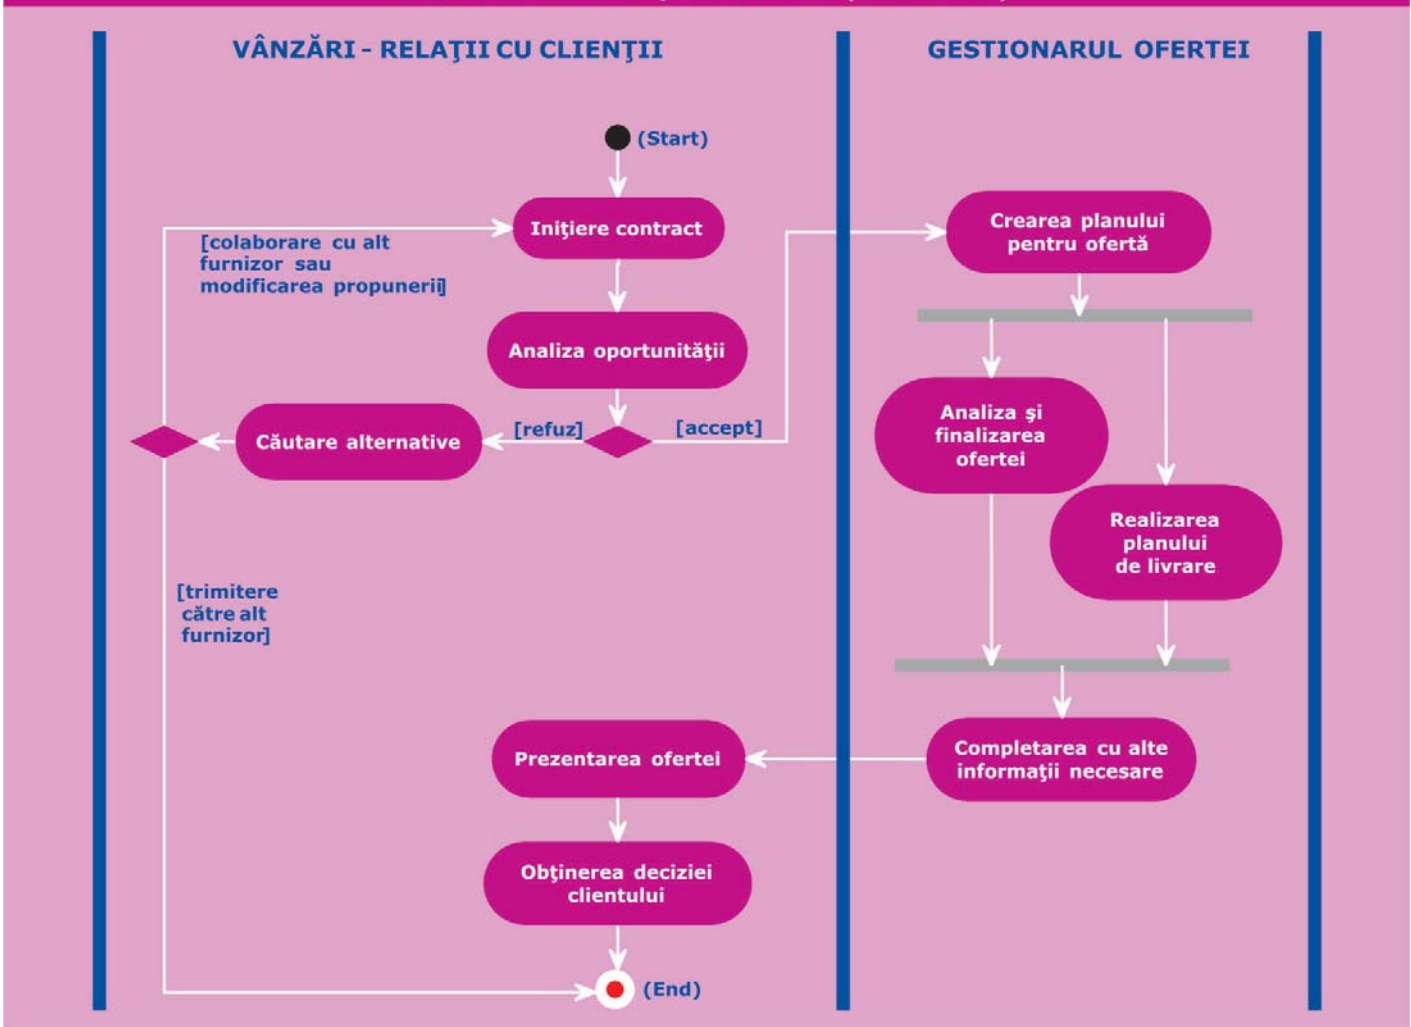 VÂNZĂRI - RELAŢII CU CLIENŢII
GESTIONARUL OFERTEI
(Start)
Iniţiere contract
Crearea planului
pentru ofertă
[colaborare cu alt
furnizor sau
modificarea propunerii]
Analiza oportunităţii
[refuz]
[accept]
Căutare alternative
Analiza şi
finalizarea
ofertei
Realizarea
planului
de livrare
[trimitere
către alt
furnizor]
Prezentarea ofertei
Completarea cu alte
informaţii necesare
Obţinerea deciziei
clientului
(End)